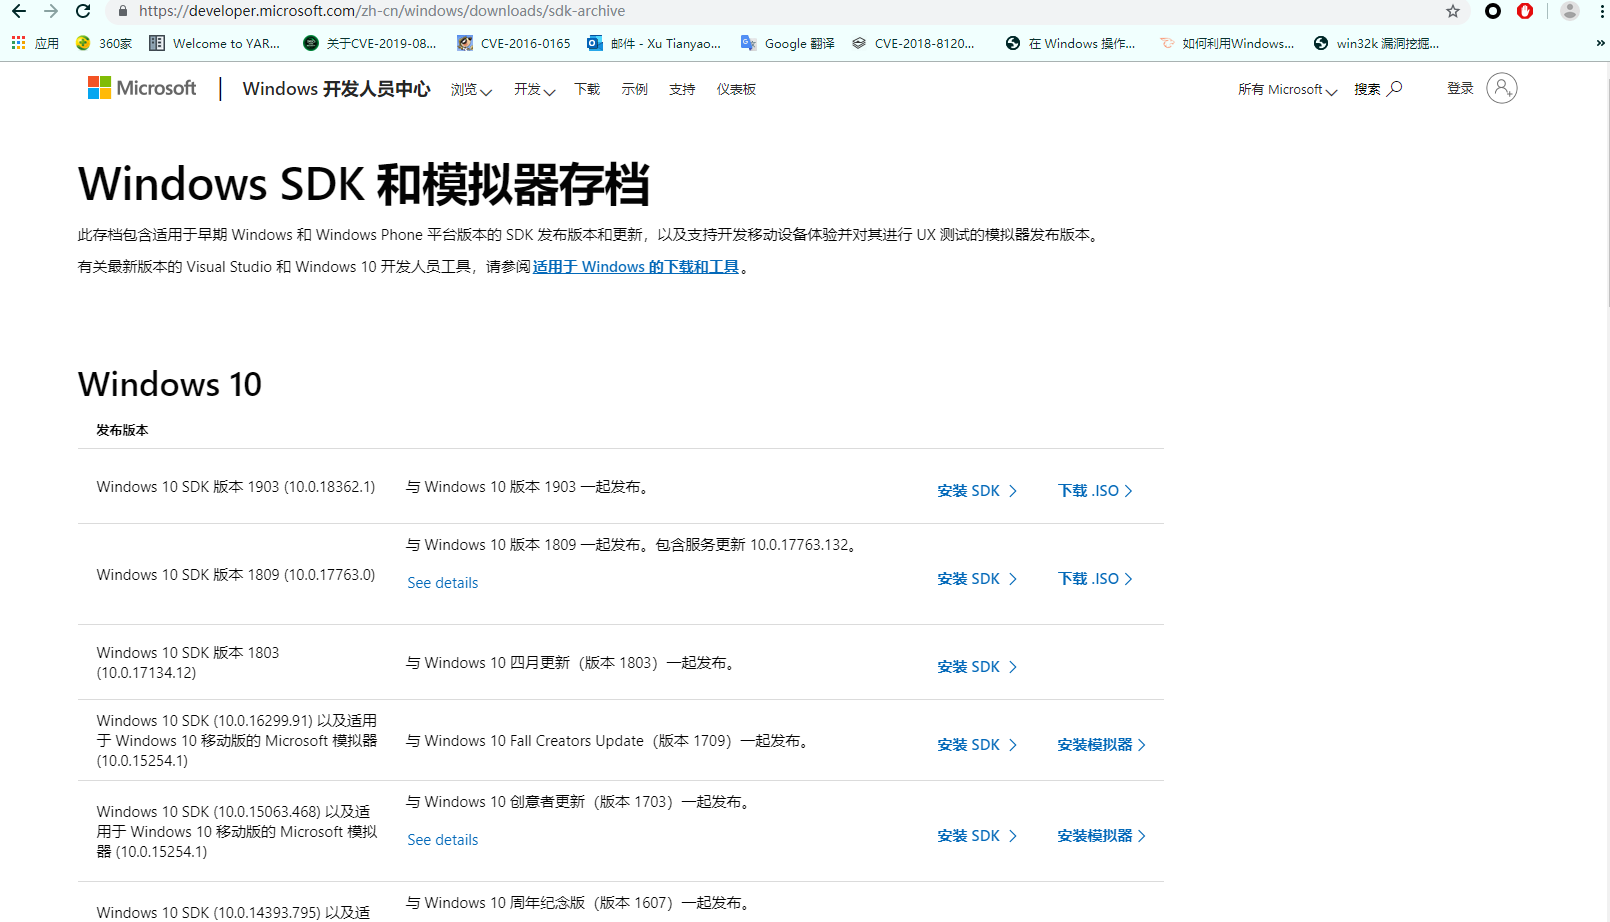 https://developer.microsoft.com/zh-cn/windows/downloads/sdk-archive
应用 360家 Welcome to YAR... 关于CVE-2019-08... CVE-2016-0165 邮件 - Xu Tianyao... Google 翻译 CVE-2018-8120... 在 Windows 操作... 如何利用Windows... win32k 漏洞挖掘... »
Microsoft | Windows 开发人员中心 浏览 开发 下载 示例 支持 仪表板 所有 Microsoft 搜索 登录
Windows SDK 和模拟器存档
此存档包含适用于早期 Windows 和 Windows Phone 平台版本的 SDK 发布版本和更新，以及支持开发移动设备体验并对其进行 UX 测试的模拟器发布版本。
有关最新版本的 Visual Studio 和 Windows 10 开发人员工具，请参阅适用于 Windows 的下载和工具。
Windows 10
发布版本
Windows 10 SDK 版本 1903 (10.0.18362.1) 与 Windows 10 版本 1903 一起发布。 安装 SDK 下载 .ISO
与 Windows 10 版本 1809 一起发布。包含服务更新 10.0.17763.132。
Windows 10 SDK 版本 1809 (10.0.17763.0) 安装 SDK 下载 .ISO
See details
Windows 10 SDK 版本 1803
(10.0.17134.12)
与 Windows 10 四月更新（版本 1803）一起发布。 安装 SDK
Windows 10 SDK (10.0.16299.91) 以及适用
于 Windows 10 移动版的 Microsoft 模拟器
(10.0.15254.1)
与 Windows 10 Fall Creators Update（版本 1709）一起发布。 安装 SDK 安装模拟器
Windows 10 SDK (10.0.15063.468) 以及适
用于 Windows 10 移动版的 Microsoft 模拟
器 (10.0.15254.1)
与 Windows 10 创意者更新（版本 1703）一起发布。
See details
安装 SDK 安装模拟器
Windows 10 SDK (10.0.14393.795) 以及适
与 Windows 10 周年纪念版（版本 1607）一起发布。